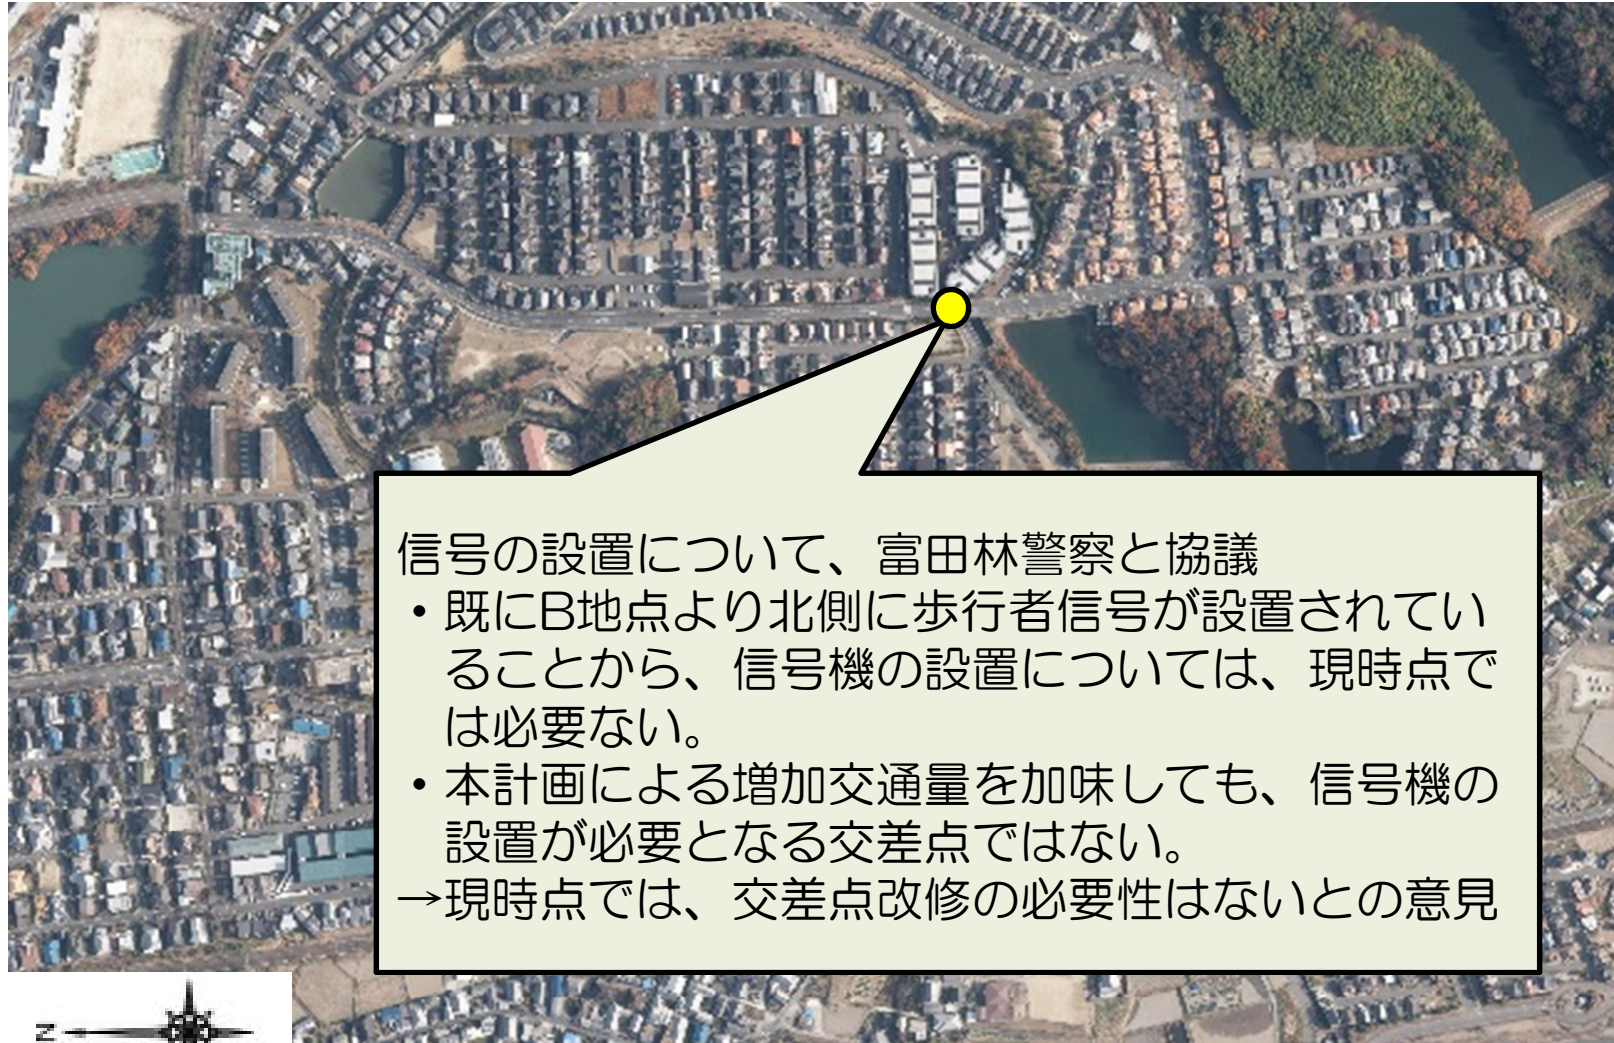 信号の設置について、富田林警察と協議
・既にB地点より北側に歩行者信号が設置されてい
ることから、信号機の設置については、現時点で
は必要ない。
・本計画による増加交通量を加味しても、信号機の
設置が必要となる交差点ではない。
→現時点では、交差点改修の必要性はないとの意見
N